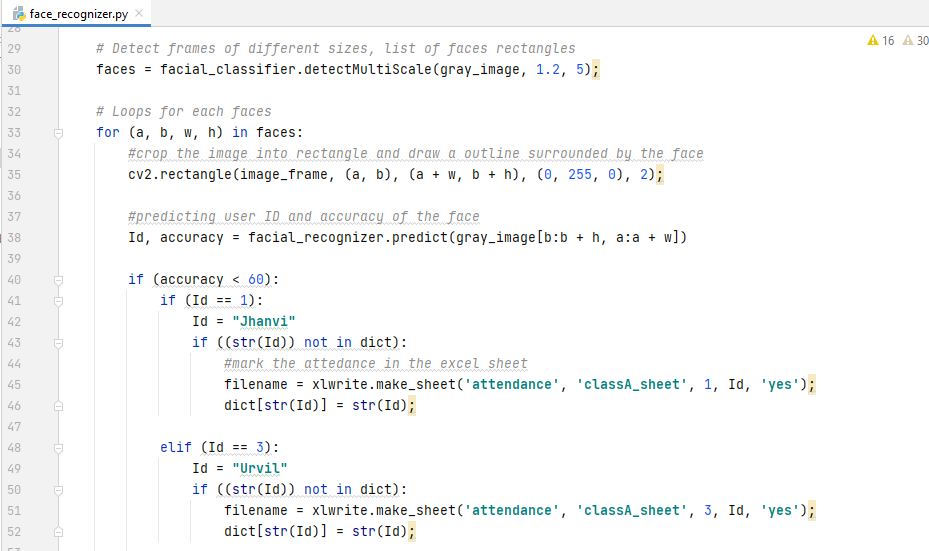 face_recognizer.py
16 30
28
29 # Detect frames of different sizes, list of faces rectangles
30 faces = facial_classifier.detectMultiScale(gray_image, 1.2, 5);
31
32 # Loops for each faces
33 for (a, b, w, h) in faces:
34 #crop the image into rectangle and draw a outline surrounded by the face
35 cv2.rectangle(image_frame, (a, b), (a + w, b + h), (0, 255, 0), 2);
36
37 #predicting user ID and accuracy of the face
38 Id, accuracy = facial_recognizer.predict(gray_image[b:b + h, a:a + w])
39
40 if (accuracy < 60):
41 if (Id == 1):
42 Id = "Jhanvi"
43 if ((str(Id)) not in dict):
44 #mark the attedance in the excel sheet
45 filename = xlwrite.make_sheet('attendance', 'classA_sheet', 1, Id, 'yes');
46 dict[str(Id)] = str(Id);
47
48 elif (Id == 3):
49 Id = "Urvil"
50 if ((str(Id)) not in dict):
51 filename = xlwrite.make_sheet('attendance', 'classA_sheet', 3, Id, 'yes');
52 dict[str(Id)] = str(Id);
53